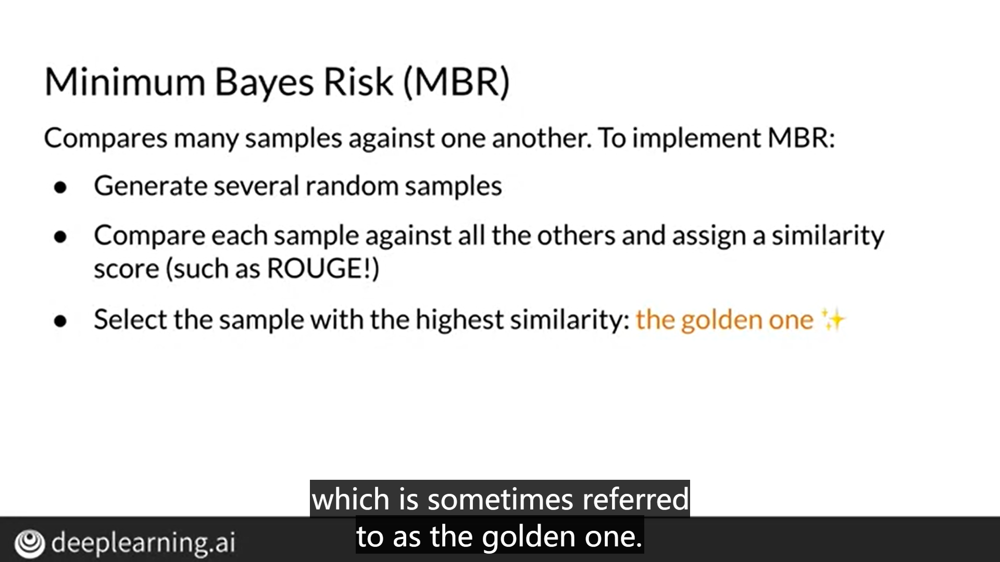 Minimum Bayes Risk (MBR)
Compares many samples against one another. To implement MBR:
● Generate several random samples
● Compare each sample against all the others and assign a similarity
score (such as ROUGE!)
● Select the sample with the highest similarity: the golden one ✨
which is sometimes referred
to as the golden one.
deeplearning.ai